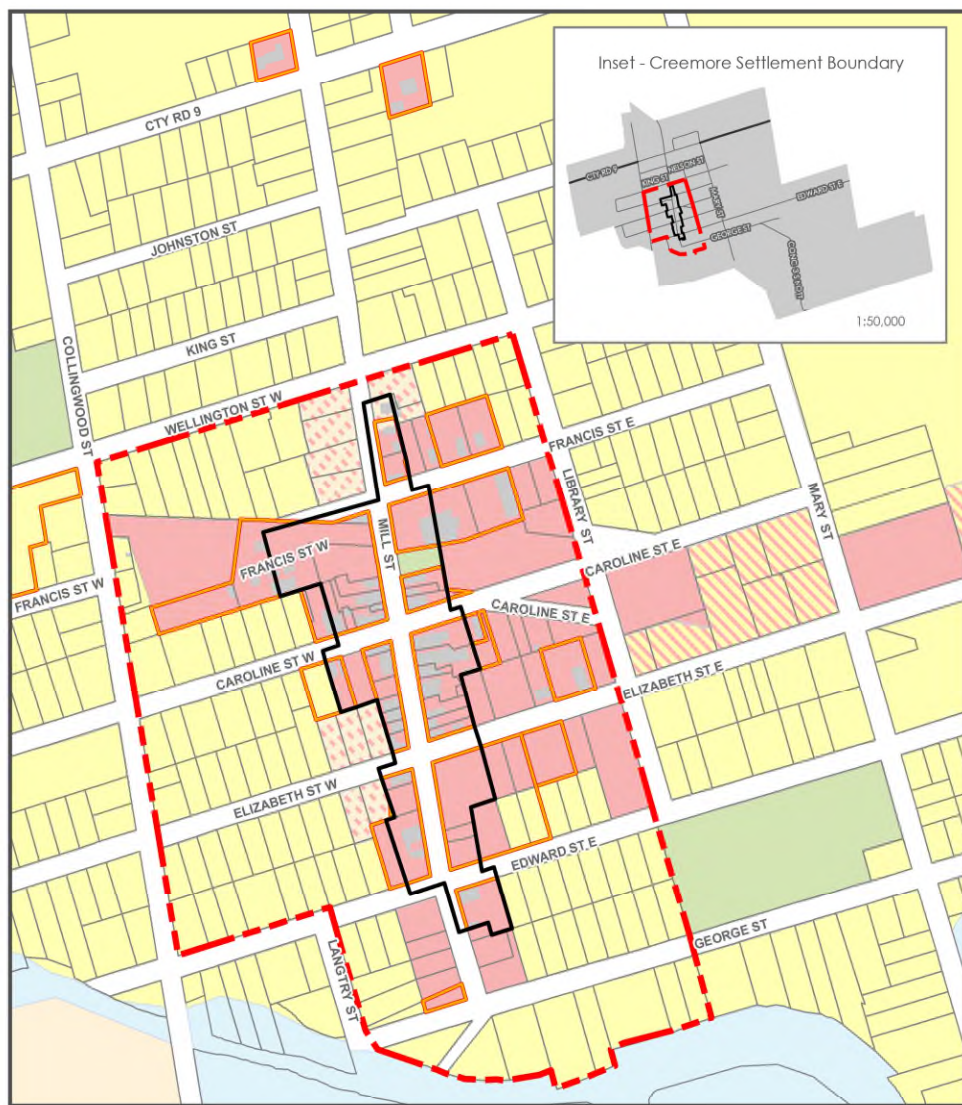 Inset - Creemore Settlement Boundary
CTY RD 9
KING ST
NELSON ST
MARY ST
EDWARD ST E
GEORGE ST
1:50,000
CTY RD 9
JOHNSTON ST
KING ST
COLLINGWOOD ST
WELLINGTON ST W
FRANCIS ST E
LIBRARY ST
MARY ST
MILL ST
FRANCIS ST W
FRANCIS ST W
CAROLINE ST E
CAROLINE ST E
CAROLINE ST W
ELIZABETH ST E
ELIZABETH ST W
EDWARD ST E
GEORGE ST
LANGTRY ST